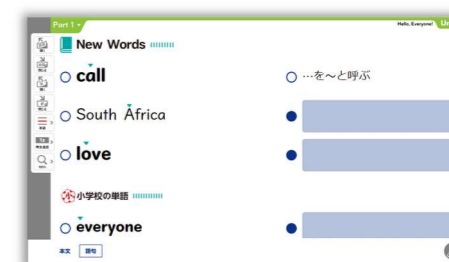 Part 1
Hello, Everyone!
New Words
call
…を~と呼ぶ
South Africa
love
小学校の単語
everyone
本文 語句